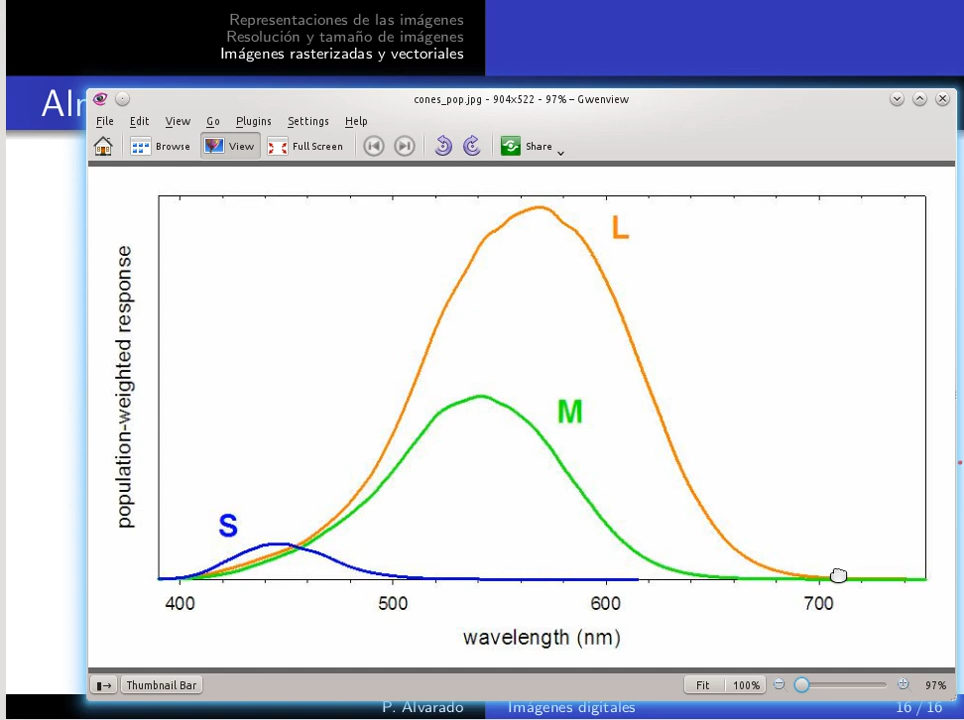 Representaciones de las imágenes
Resolución y tamaño de imágenes
Imágenes rasterizadas y vectoriales
cones_pop.jpg - 904x522 - 97% – Gwenview
File Edit View Go Plugins Settings Help
Browse View Full Screen Share
L
M
S
population-weighted response
400 500 600 700
wavelength (nm)
Thumbnail Bar Fit 100% 97%
P. Alvarado Imágenes digitales 16 / 16